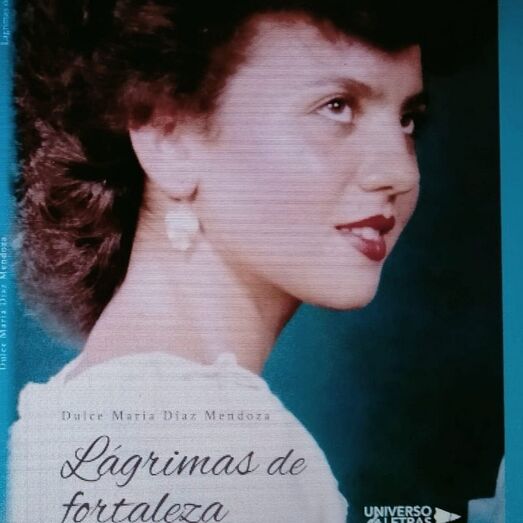 Dulce María Díaz Mendoza
Dulce María Díaz Mendoza
Lágrimas de
fortaleza
UNIVERSO
LETRAS